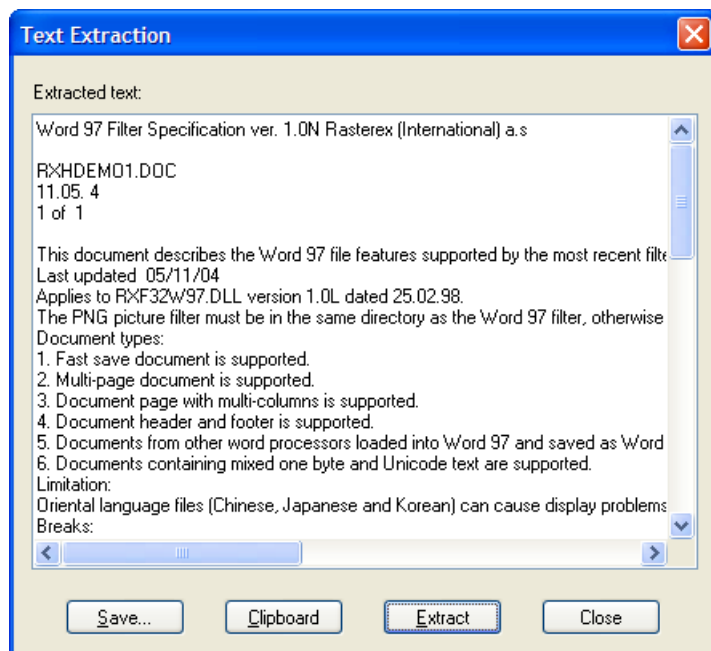 Text Extraction
Extracted text:
Word 97 Filter Specification ver. 1.0N Rasterex (International) a.s
RXHDEMO1.DOC
11.05. 4
1 of 1
This document describes the Word 97 file features supported by the most recent filte
Last updated 05/11/04
Applies to RXF32W97.DLL version 1.0L dated 25.02.98.
The PNG picture filter must be in the same directory as the Word 97 filter, otherwise
Document types:
1. Fast save document is supported.
2. Multi-page document is supported.
3. Document page with multi-columns is supported.
4. Document header and footer is supported.
5. Documents from other word processors loaded into Word 97 and saved as Word
6. Documents containing mixed one byte and Unicode text are supported.
Limitation:
Oriental language files (Chinese, Japanese and Korean) can cause display problems
Breaks:
Save... Clipboard Extract Close